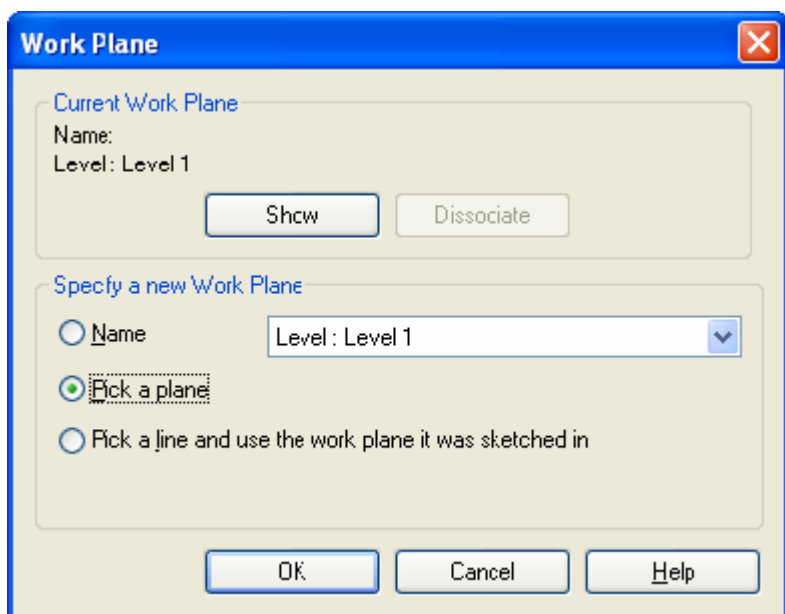 Work Plane
Current Work Plane
Name:
Level : Level 1
Show
Dissociate
Specify a new Work Plane
Name
Level : Level 1
Pick a plane
Pick a line and use the work plane it was sketched in
OK
Cancel
Help